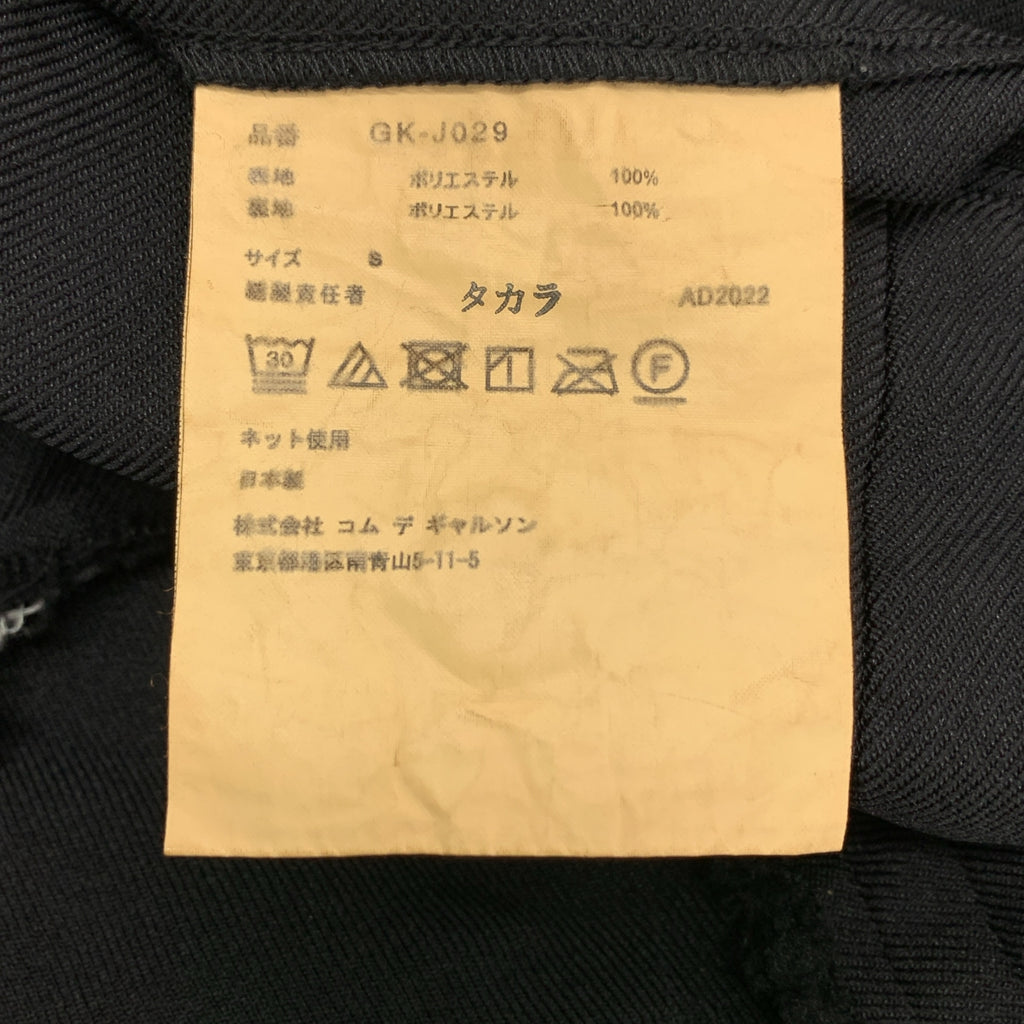 品番 GK-J029
表地 ポリエステル 100%
裏地 ポリエステル 100%
サイズ S
縫製責任者 タカラ AD2022
30 F
ネット使用
日本製
株式会社 コム デ ギャルソン
東京都港区南青山5-11-5